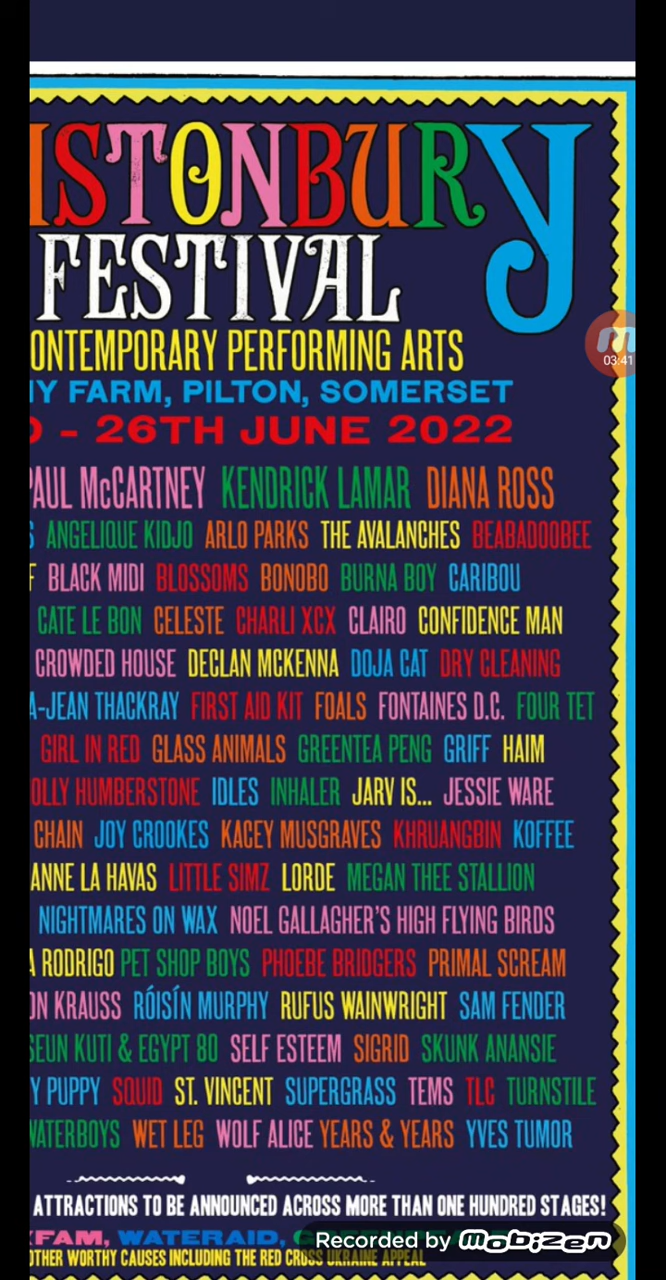 ISTONBURY
FESTIVAL
ONTEMPORARY PERFORMING ARTS
HY FARM, PILTON, SOMERSET
D - 26TH JUNE 2022
03:41
PAUL McCARTNEY KENDRICK LAMAR DIANA ROSS
S ANGELIQUE KIDJO ARLO PARKS THE AVALANCHES BEABADOOBEE
F BLACK MIDI BLOSSOMS BONOBO BURNA BOY CARIBOU
CATE LE BON CELESTE CHARLI XCX CLAIRO CONFIDENCE MAN
CROWDED HOUSE DECLAN MCKENNA DOJA CAT DRY CLEANING
A-JEAN THACKRAY FIRST AID KIT FOALS FONTAINES D.C. FOUR TET
GIRL IN RED GLASS ANIMALS GREENTEA PENG GRIFF HAIM
OLLY HUMBERSTONE IDLES INHALER JARV IS... JESSIE WARE
CHAIN JOY CROOKES KACEY MUSGRAVES KHRUANGBIN KOFFEE
ANNE LA HAVAS LITTLE SIMZ LORDE MEGAN THEE STALLION
NIGHTMARES ON WAX NOEL GALLAGHER'S HIGH FLYING BIRDS
A RODRIGO PET SHOP BOYS PHOEBE BRIDGERS PRIMAL SCREAM
ON KRAUSS RÓISÍN MURPHY RUFUS WAINWRIGHT SAM FENDER
SEUN KUTI & EGYPT 80 SELF ESTEEM SIGRID SKUNK ANANSIE
Y PUPPY SQUID ST. VINCENT SUPERGRASS TEMS TLC TURNSTILE
WATERBOYS WET LEG WOLF ALICE YEARS & YEARS YVES TUMOR
ATTRACTIONS TO BE ANNOUNCED ACROSS MORE THAN ONE HUNDRED STAGES!
XFAM, WATERAID,
OTHER WORTHY CAUSES INCLUDING THE RED CROSS UKRAINE APPEAL
Recorded by Mobizen